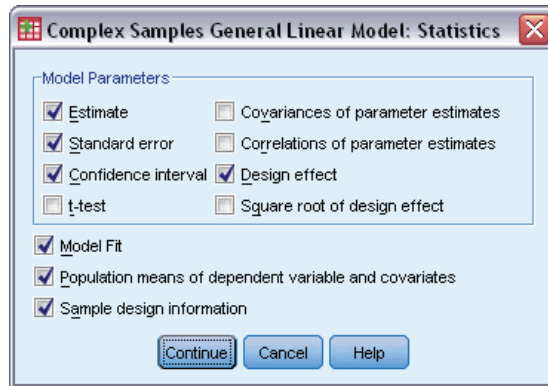 Complex Samples General Linear Model: Statistics
Model Parameters
Estimate
Covariances of parameter estimates
Standard error
Correlations of parameter estimates
Confidence interval
Design effect
t-test
Square root of design effect
Model Fit
Population means of dependent variable and covariates
Sample design information
Continue
Cancel
Help